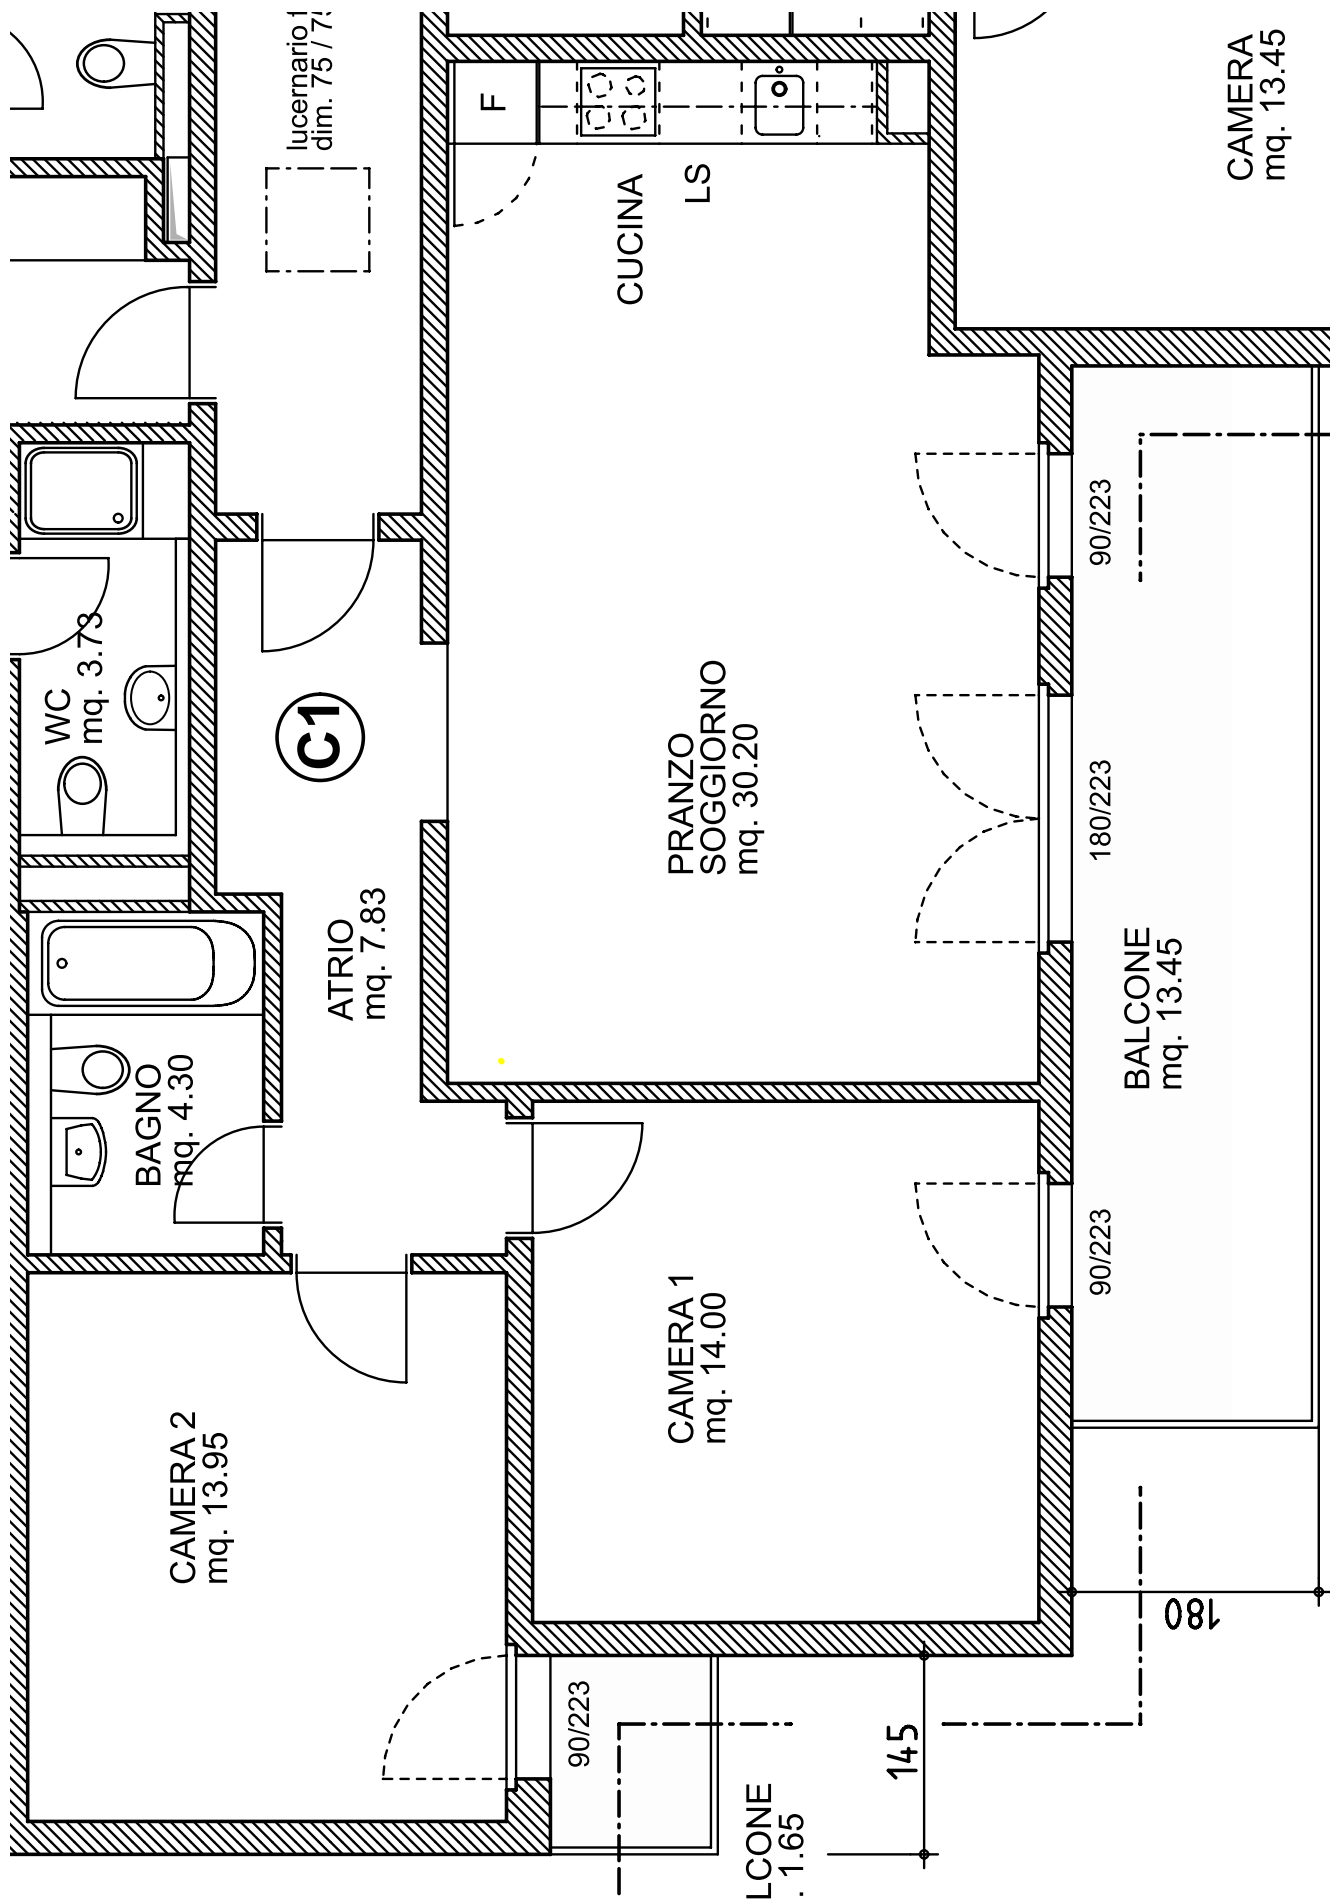 lucernario f
dim. 75 / 75
F
CUCINA
LS
CAMERA
mq. 13.45
WC
mq. 3.73
C1
PRANZO
SOGGIORNO
mq. 30.20
90/223
180/223
ATRIO
mq. 7.83
BAGNO
mq. 4.30
BALCONE
mq. 13.45
90/223
CAMERA 1
mq. 14.00
CAMERA 2
mq. 13.95
180
90/223
145
LCONE
. 1.65